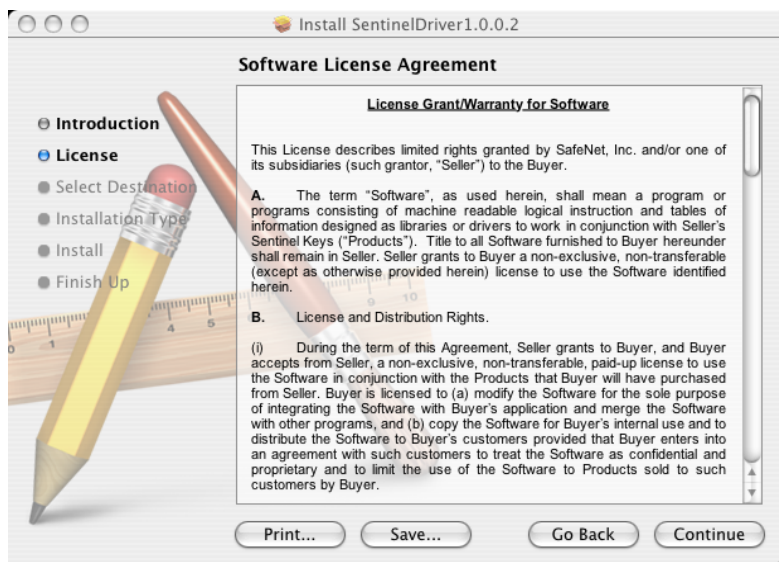 Install SentinelDriver1.0.0.2
Software License Agreement
Introduction
License
Select Destination
Installation Type
Install
Finish Up
License Grant/Warranty for Software
This License describes limited rights granted by SafeNet, Inc. and/or one of
its subsidiaries (such grantor, “Seller”) to the Buyer.
A. The term “Software”, as used herein, shall mean a program or
programs consisting of machine readable logical instruction and tables of
information designed as libraries or drivers to work in conjunction with Seller’s
Sentinel Keys (“Products”). Title to all Software furnished to Buyer hereunder
shall remain in Seller. Seller grants to Buyer a non-exclusive, non-transferable
(except as otherwise provided herein) license to use the Software identified
herein.
B. License and Distribution Rights.
(i) During the term of this Agreement, Seller grants to Buyer, and Buyer
accepts from Seller, a non-exclusive, non-transferable, paid-up license to use
the Software in conjunction with the Products that Buyer will have purchased
from Seller. Buyer is licensed to (a) modify the Software for the sole purpose
of integrating the Software with Buyer’s application and merge the Software
with other programs, and (b) copy the Software for Buyer’s internal use and to
distribute the Software to Buyer’s customers provided that Buyer enters into
an agreement with such customers to treat the Software as confidential and
proprietary and to limit the use of the Software to Products sold to such
customers by Buyer.
0 1 4 5 9 10
Print...
Save...
Go Back
Continue